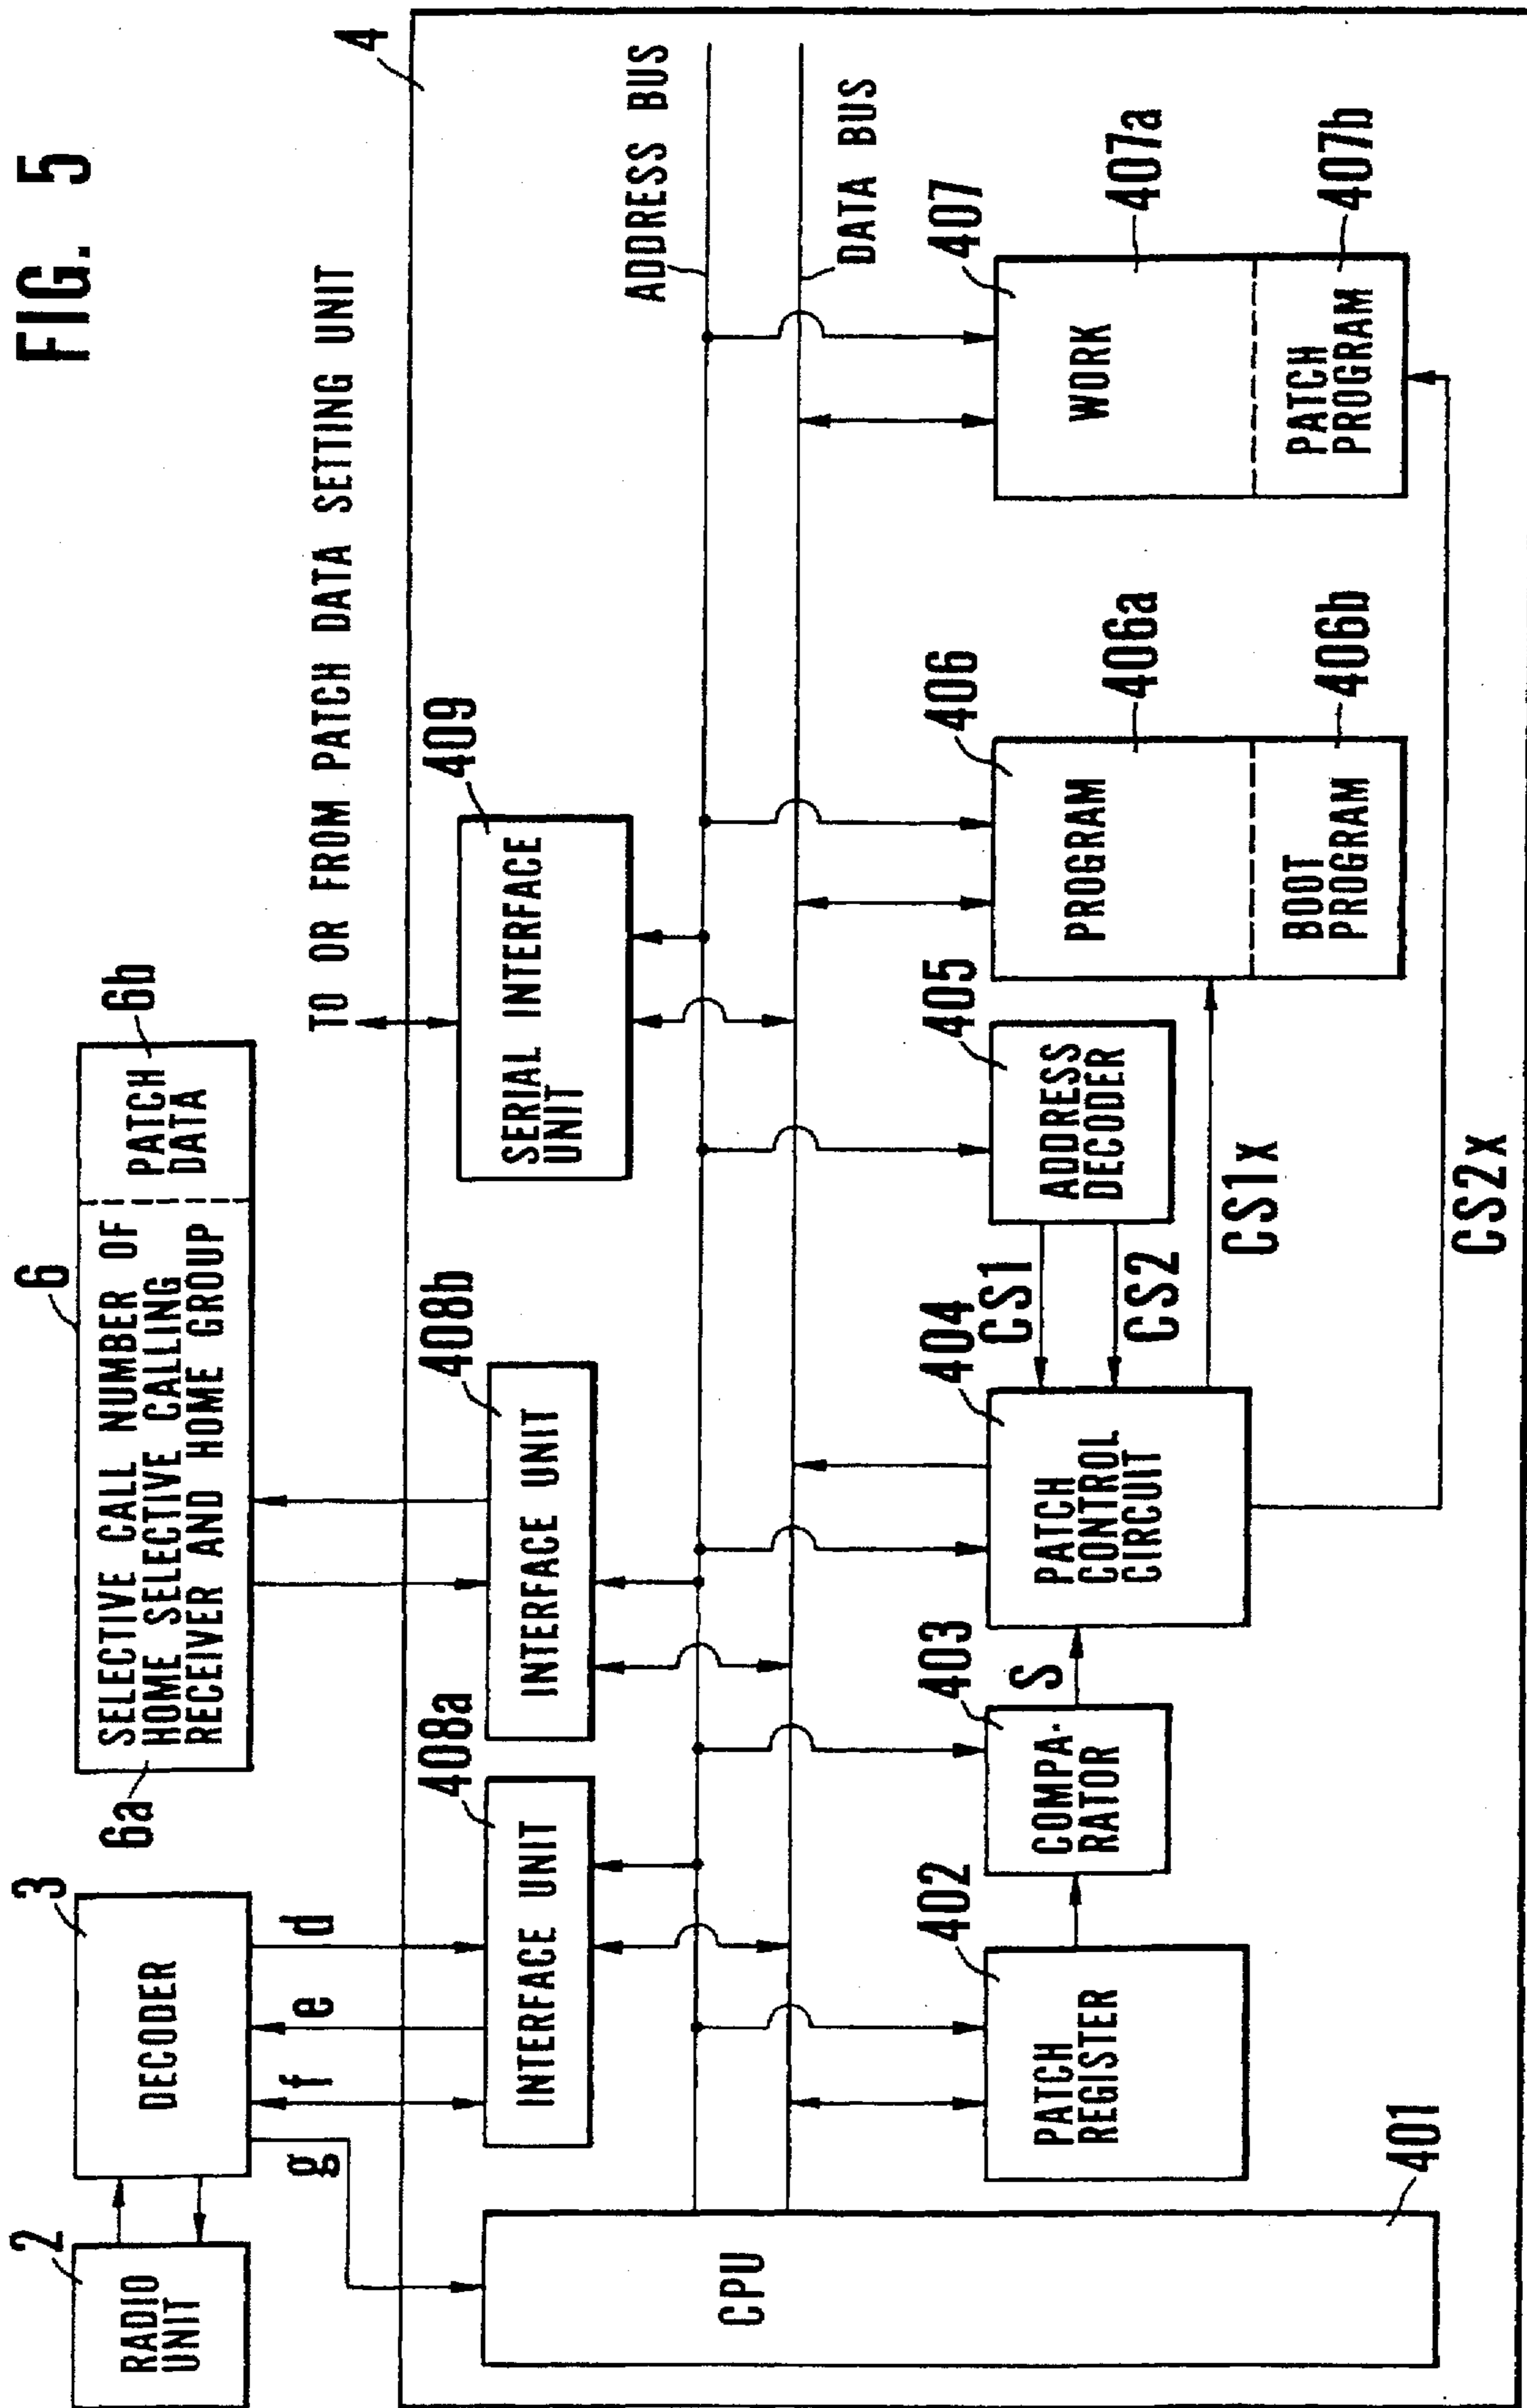 FIG. 5
2
RADIO
UNIT
3
DECODER
g
f
e
d
6
6a
SELECTIVE CALL NUMBER OF
HOME SELECTIVE CALLING
RECEIVER AND HOME GROUP
PATCH
DATA
6b
TO OR FROM PATCH DATA SETTING UNIT
4
408a
INTERFACE UNIT
408b
INTERFACE UNIT
409
SERIAL INTERFACE
UNIT
ADDRESS BUS
DATA BUS
CPU
401
402
PATCH
REGISTER
403
COMPA-
RATOR
S
404
PATCH
CONTROL
CIRCUIT
CS1
CS2
405
ADDRESS
DECODER
CS1x
CS2x
406
PROGRAM
406a
BOOT
PROGRAM
406b
407
WORK
407a
PATCH
PROGRAM
407b